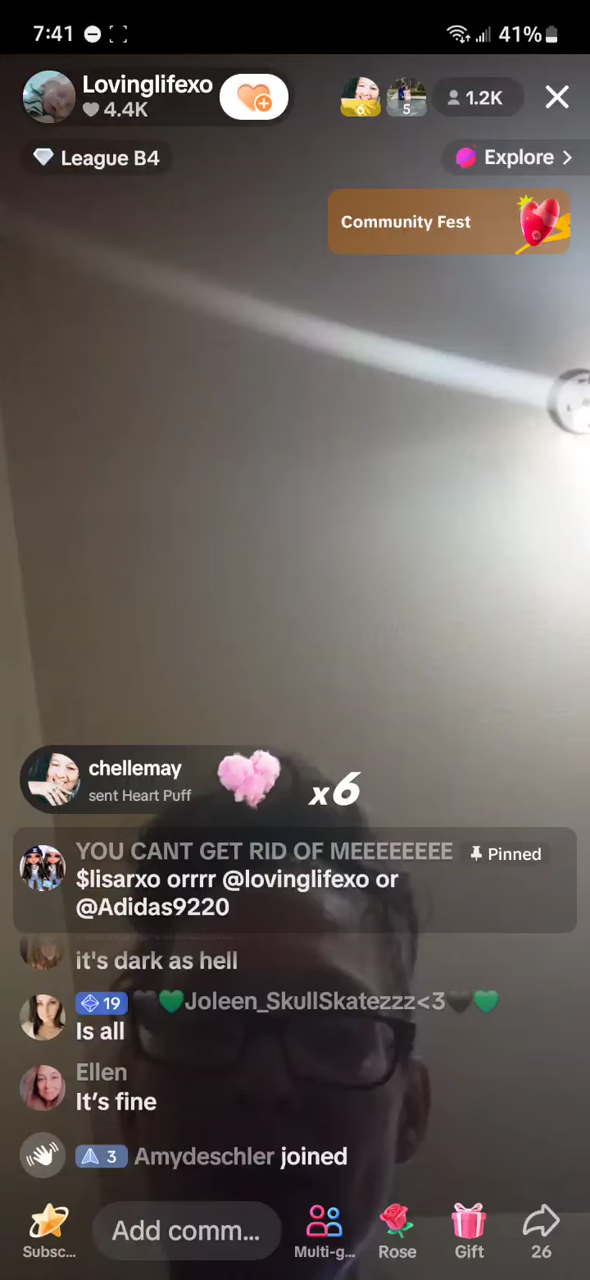 7:41
41%
Lovinglifexo
4.4K
6
5
1.2K
League B4
Explore >
Community Fest
chellemay
sent Heart Puff
x6
YOU CANT GET RID OF MEEEEEEEE
Pinned
$lisarxo orrrr @lovinglifexo or
@Adidas9220
it's dark as hell
19 🖤💚Joleen_SkullSkatezzz<3🖤💚
Is all
Ellen
It’s fine
3 Amydeschler joined
Add comm...
Subsc...
Multi-g...
Rose
Gift
26